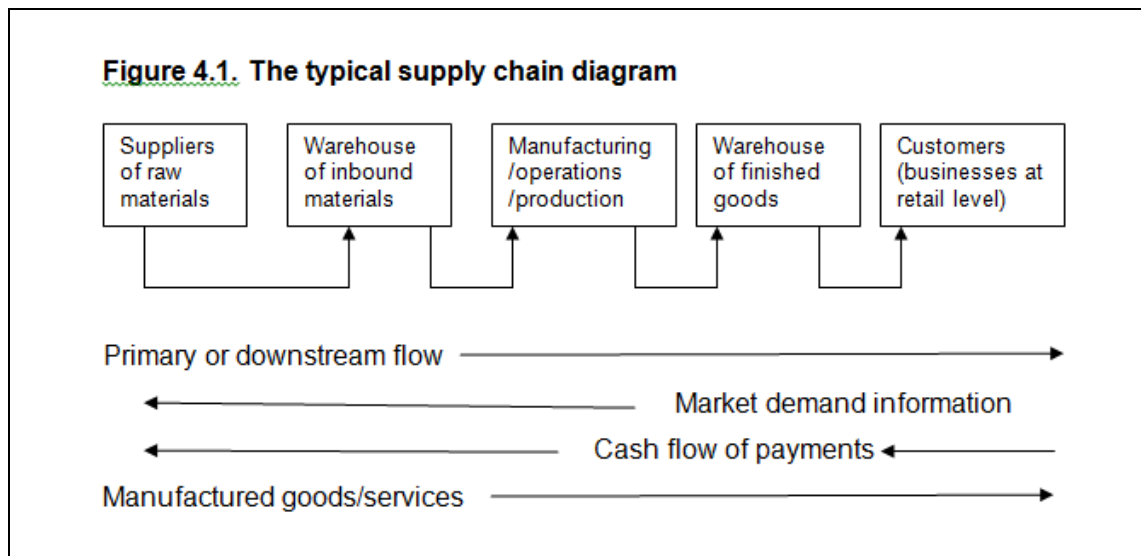 Figure 4.1. The typical supply chain diagram
Suppliers
of raw
materials
Warehouse
of inbound
materials
Manufacturing
/operations
/production
Warehouse
of finished
goods
Customers
(businesses at
retail level)
Primary or downstream flow
Market demand information
Cash flow of payments
Manufactured goods/services